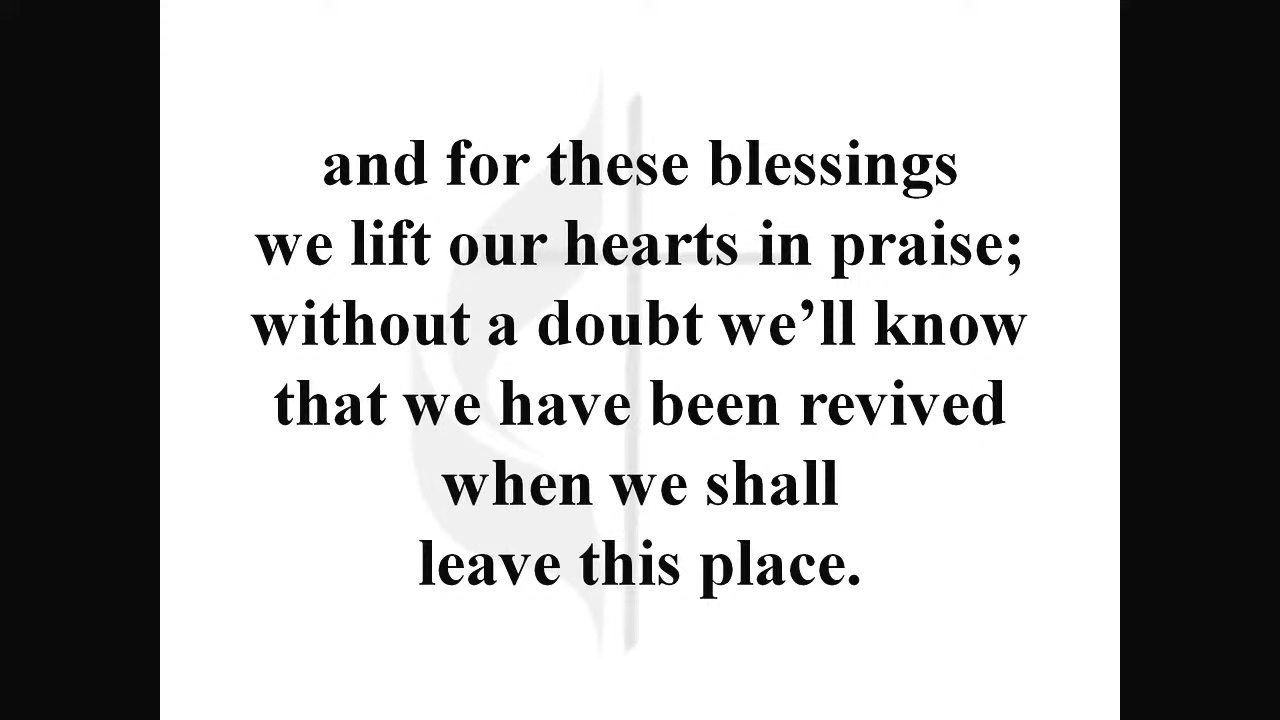 and for these blessings
we lift our hearts in praise;
without a doubt we’ll know
that we have been revived
when we shall
leave this place.